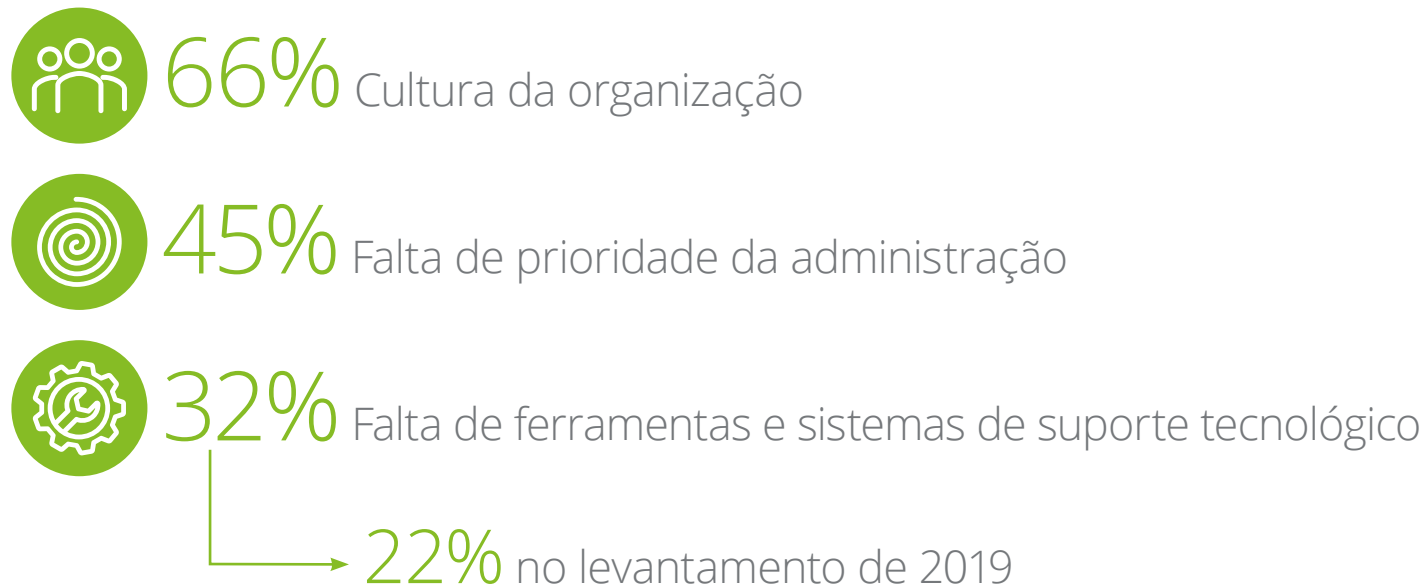 66% Cultura da organização
45% Falta de prioridade da administração
32% Falta de ferramentas e sistemas de suporte tecnológico
22% no levantamento de 2019